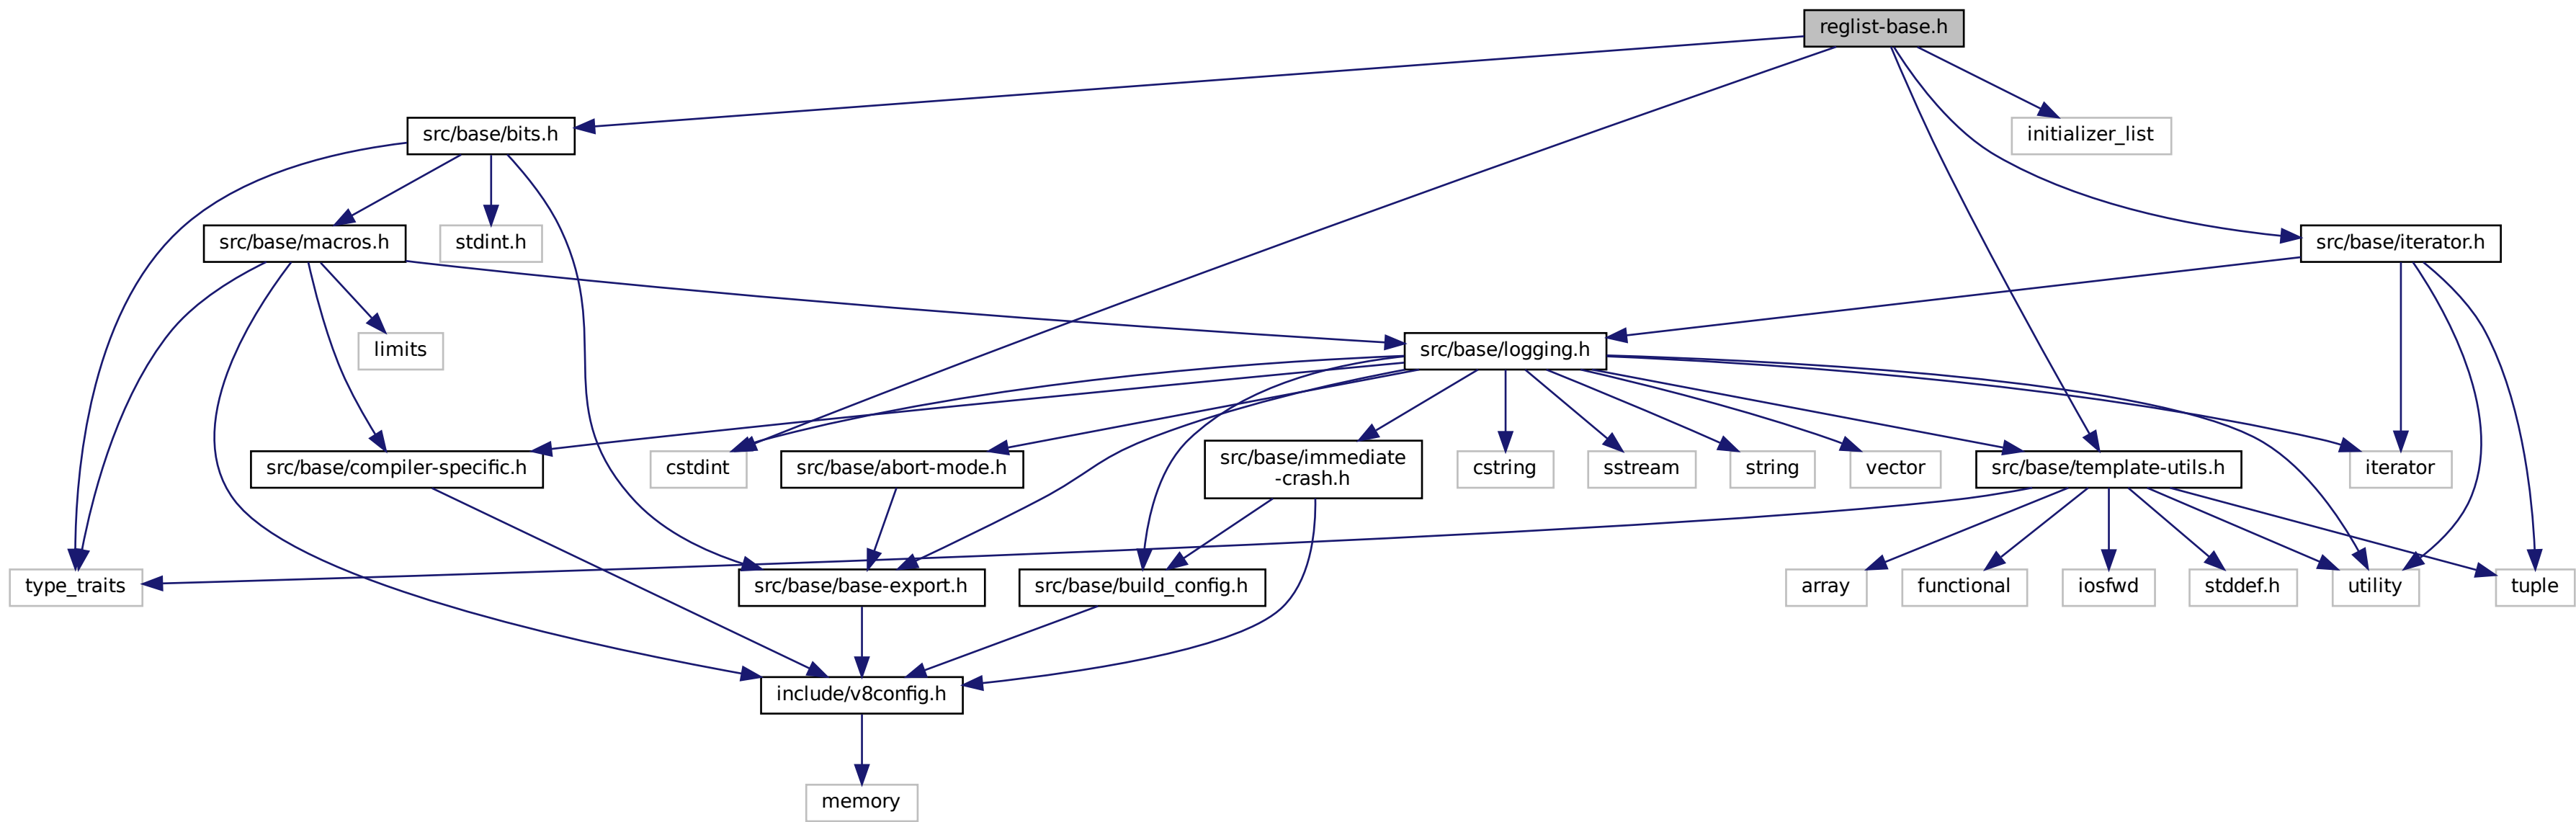 reglist-base.h
src/base/bits.h
initializer_list
src/base/macros.h
stdint.h
src/base/iterator.h
limits
src/base/logging.h
src/base/compiler-specific.h
cstdint
src/base/abort-mode.h
src/base/immediate
-crash.h
cstring
sstream
string
vector
src/base/template-utils.h
iterator
type_traits
src/base/base-export.h
src/base/build_config.h
array
functional
iosfwd
stddef.h
utility
tuple
include/v8config.h
memory